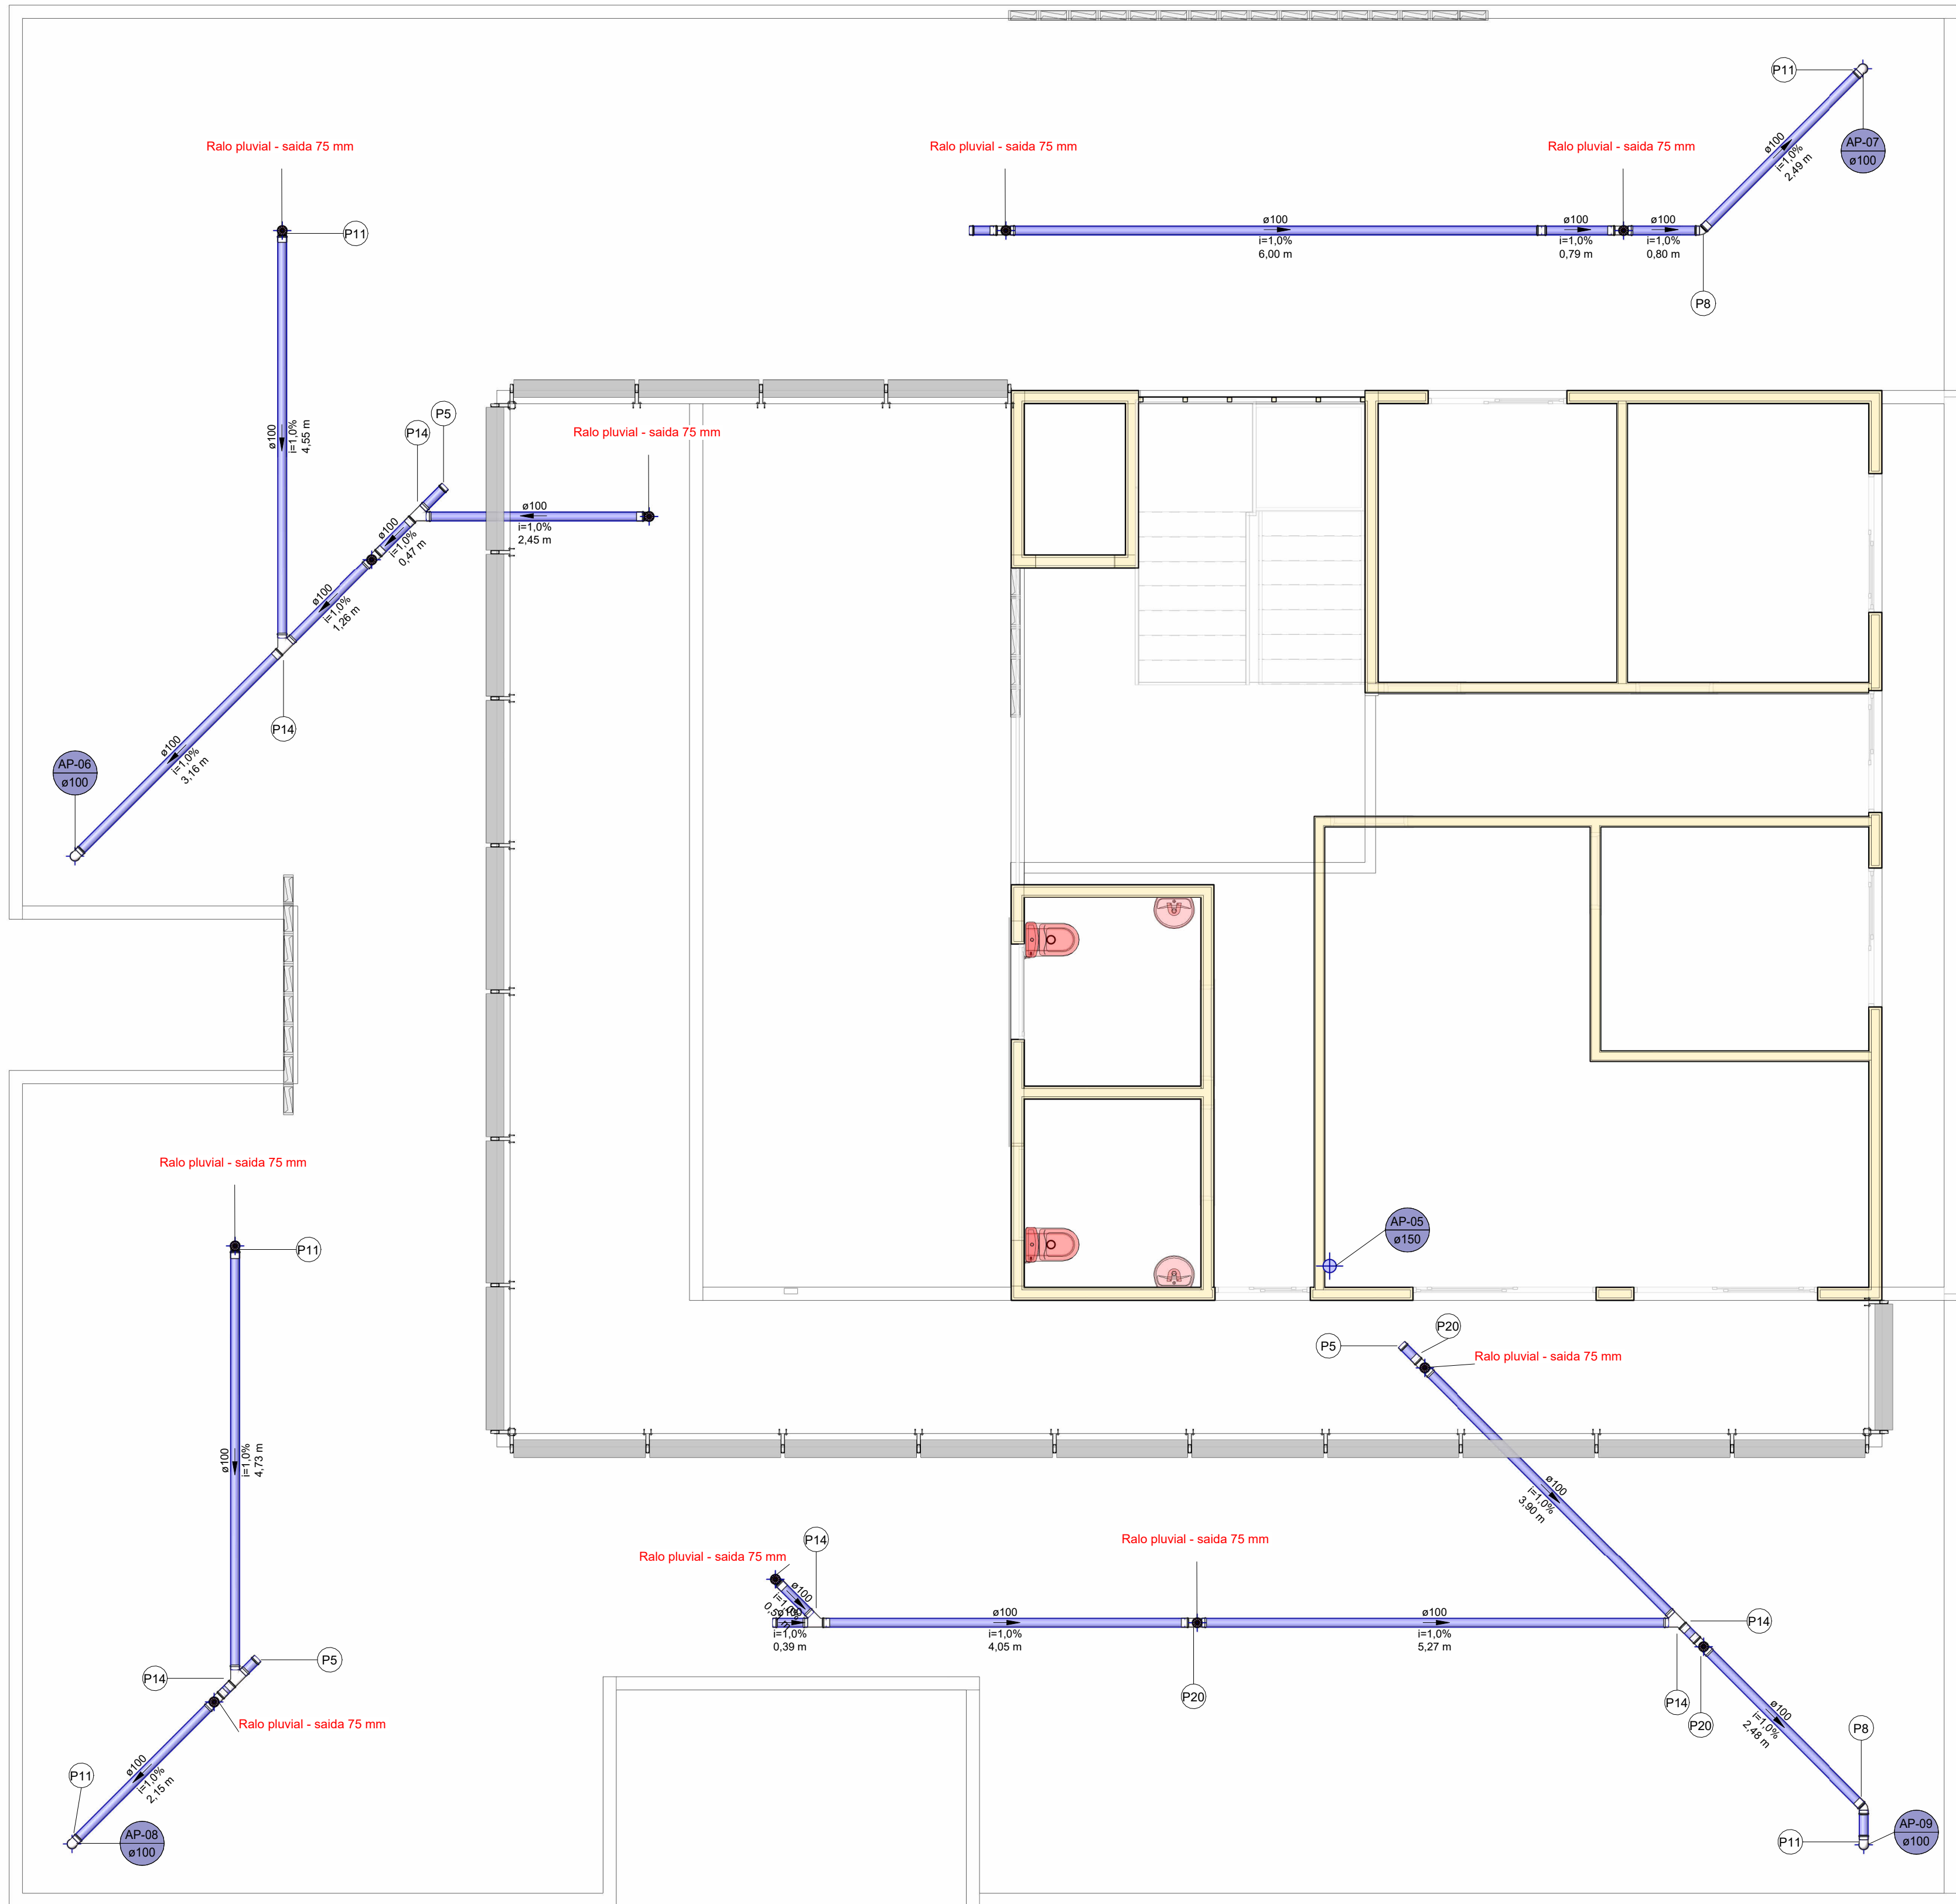 P11
AP-07
ø100
Ralo pluvial - saida 75 mm
Ralo pluvial - saida 75 mm
Ralo pluvial - saida 75 mm
ø100
i=1,0%
2,49 m
P11
ø100
i=1,0%
6,00 m
ø100
i=1,0%
0,79 m
ø100
i=1,0%
0,80 m
P8
ø100
i=1,0%
4,55 m
P14
P5
Ralo pluvial - saida 75 mm
ø100
i=1,0%
2,45 m
ø100
i=1,0%
0,47 m
ø100
i=1,0%
1,26 m
P14
ø100
i=1,0%
3,16 m
AP-06
ø100
Ralo pluvial - saida 75 mm
P11
AP-05
ø150
P5
P20
Ralo pluvial - saida 75 mm
ø100
i=1,0%
4,73 m
ø100
i=1,0%
3,90 m
P14
Ralo pluvial - saida 75 mm
Ralo pluvial - saida 75 mm
ø100
i=1,0%
ø100
i=1,0%
0,39 m
ø100
i=1,0%
4,05 m
ø100
i=1,0%
5,27 m
P14
P5
P14
P20
P14
P20
Ralo pluvial - saida 75 mm
ø100
i=1,0%
2,48 m
P8
ø100
i=1,0%
2,15 m
P11
AP-08
ø100
P11
AP-09
ø100